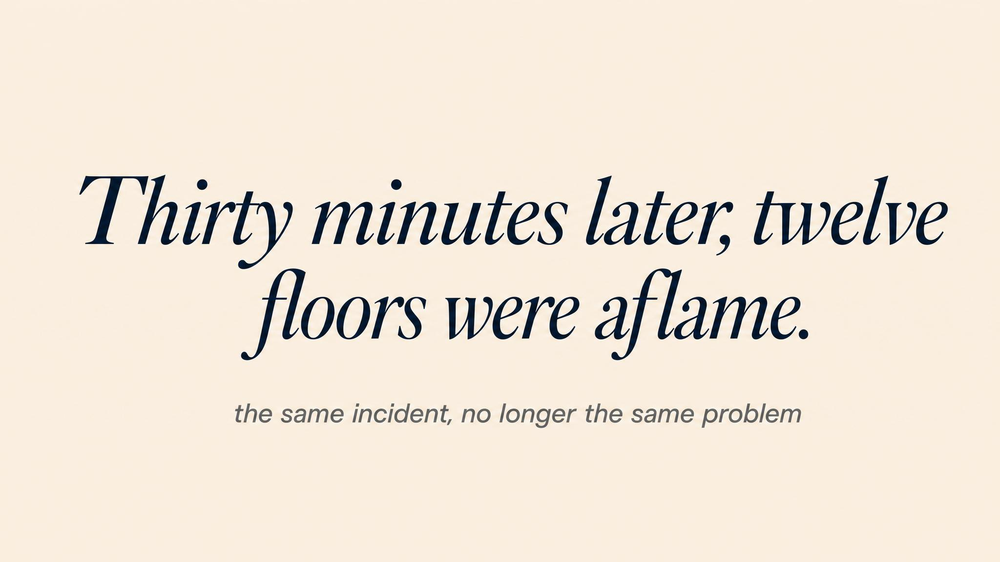 Thirty minutes later, twelve
floors were aflame.
the same incident, no longer the same problem